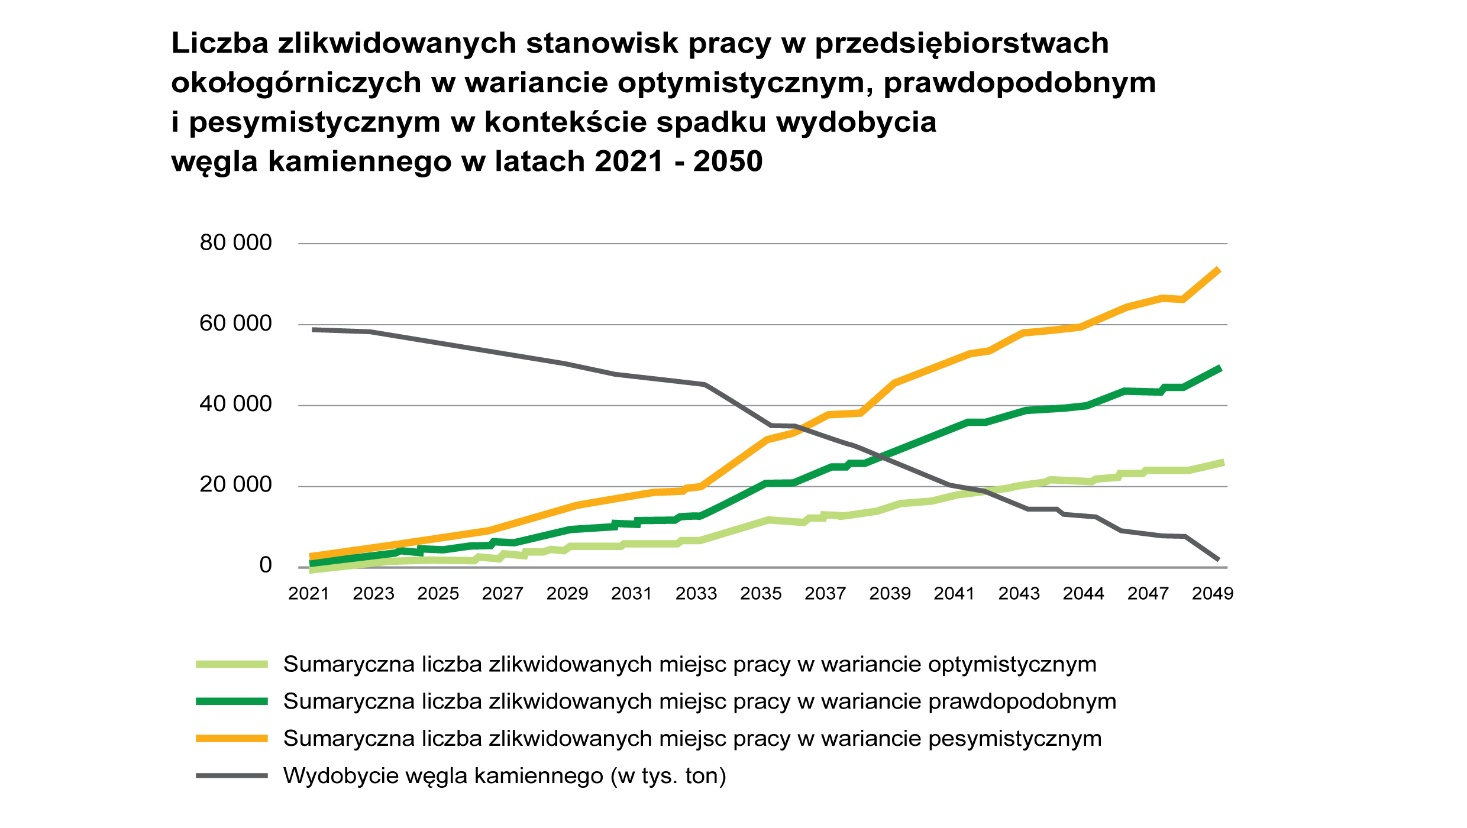 Liczba zlikwidowanych stanowisk pracy w przedsiębiorstwach
okołogórniczych w wariancie optymistycznym, prawdopodobnym
i pesymistycznym w kontekście spadku wydobycia
węgla kamiennego w latach 2021 - 2050
80 000
60 000
40 000
20 000
0
2021 2023 2025 2027 2029 2031 2033 2035 2037 2039 2041 2043 2044 2047 2049
Sumaryczna liczba zlikwidowanych miejsc pracy w wariancie optymistycznym
Sumaryczna liczba zlikwidowanych miejsc pracy w wariancie prawdopodobnym
Sumaryczna liczba zlikwidowanych miejsc pracy w wariancie pesymistycznym
Wydobycie węgla kamiennego (w tys. ton)